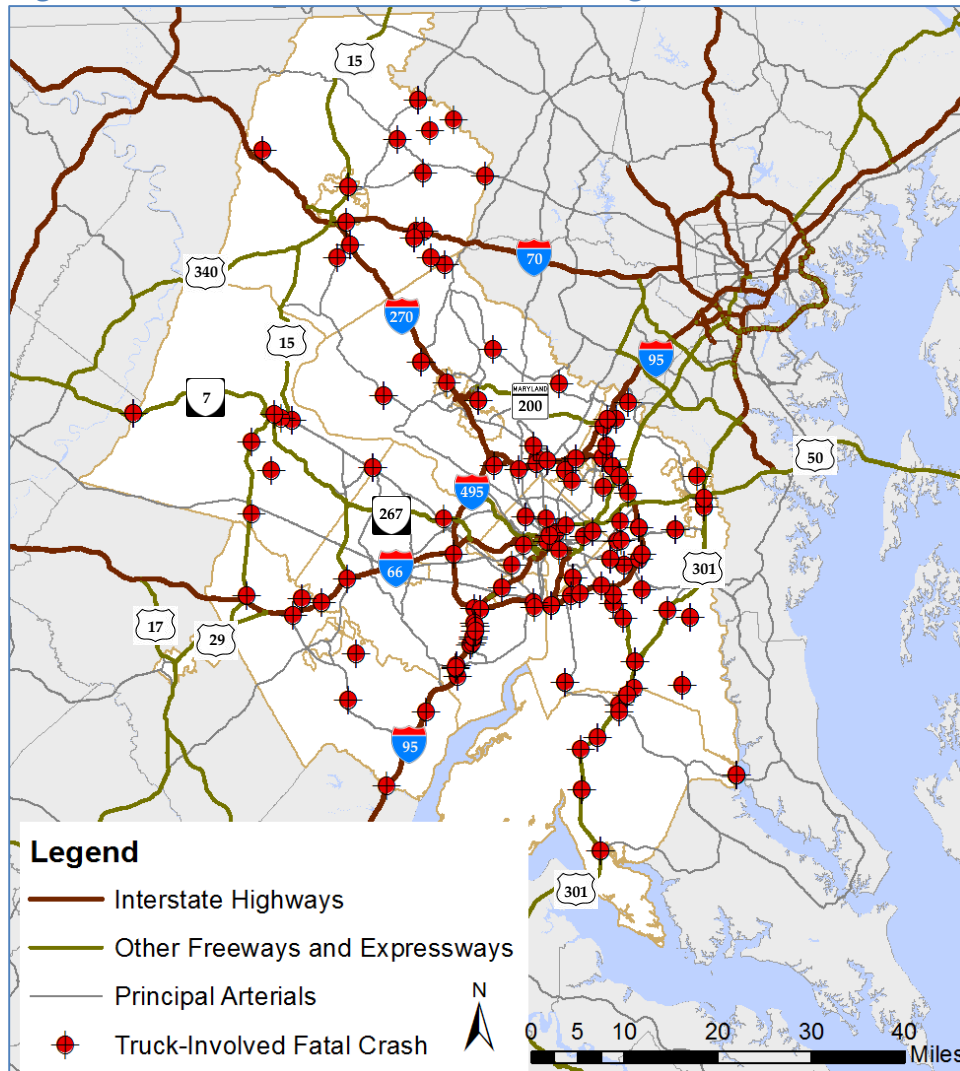 15
340
70
270
15
95
7
MARYLAND
200
50
495
267
301
66
17
29
95
301
Legend
Interstate Highways
Other Freeways and Expressways
Principal Arterials
Truck-Involved Fatal Crash
N
0 5 10 20 30 40
Miles